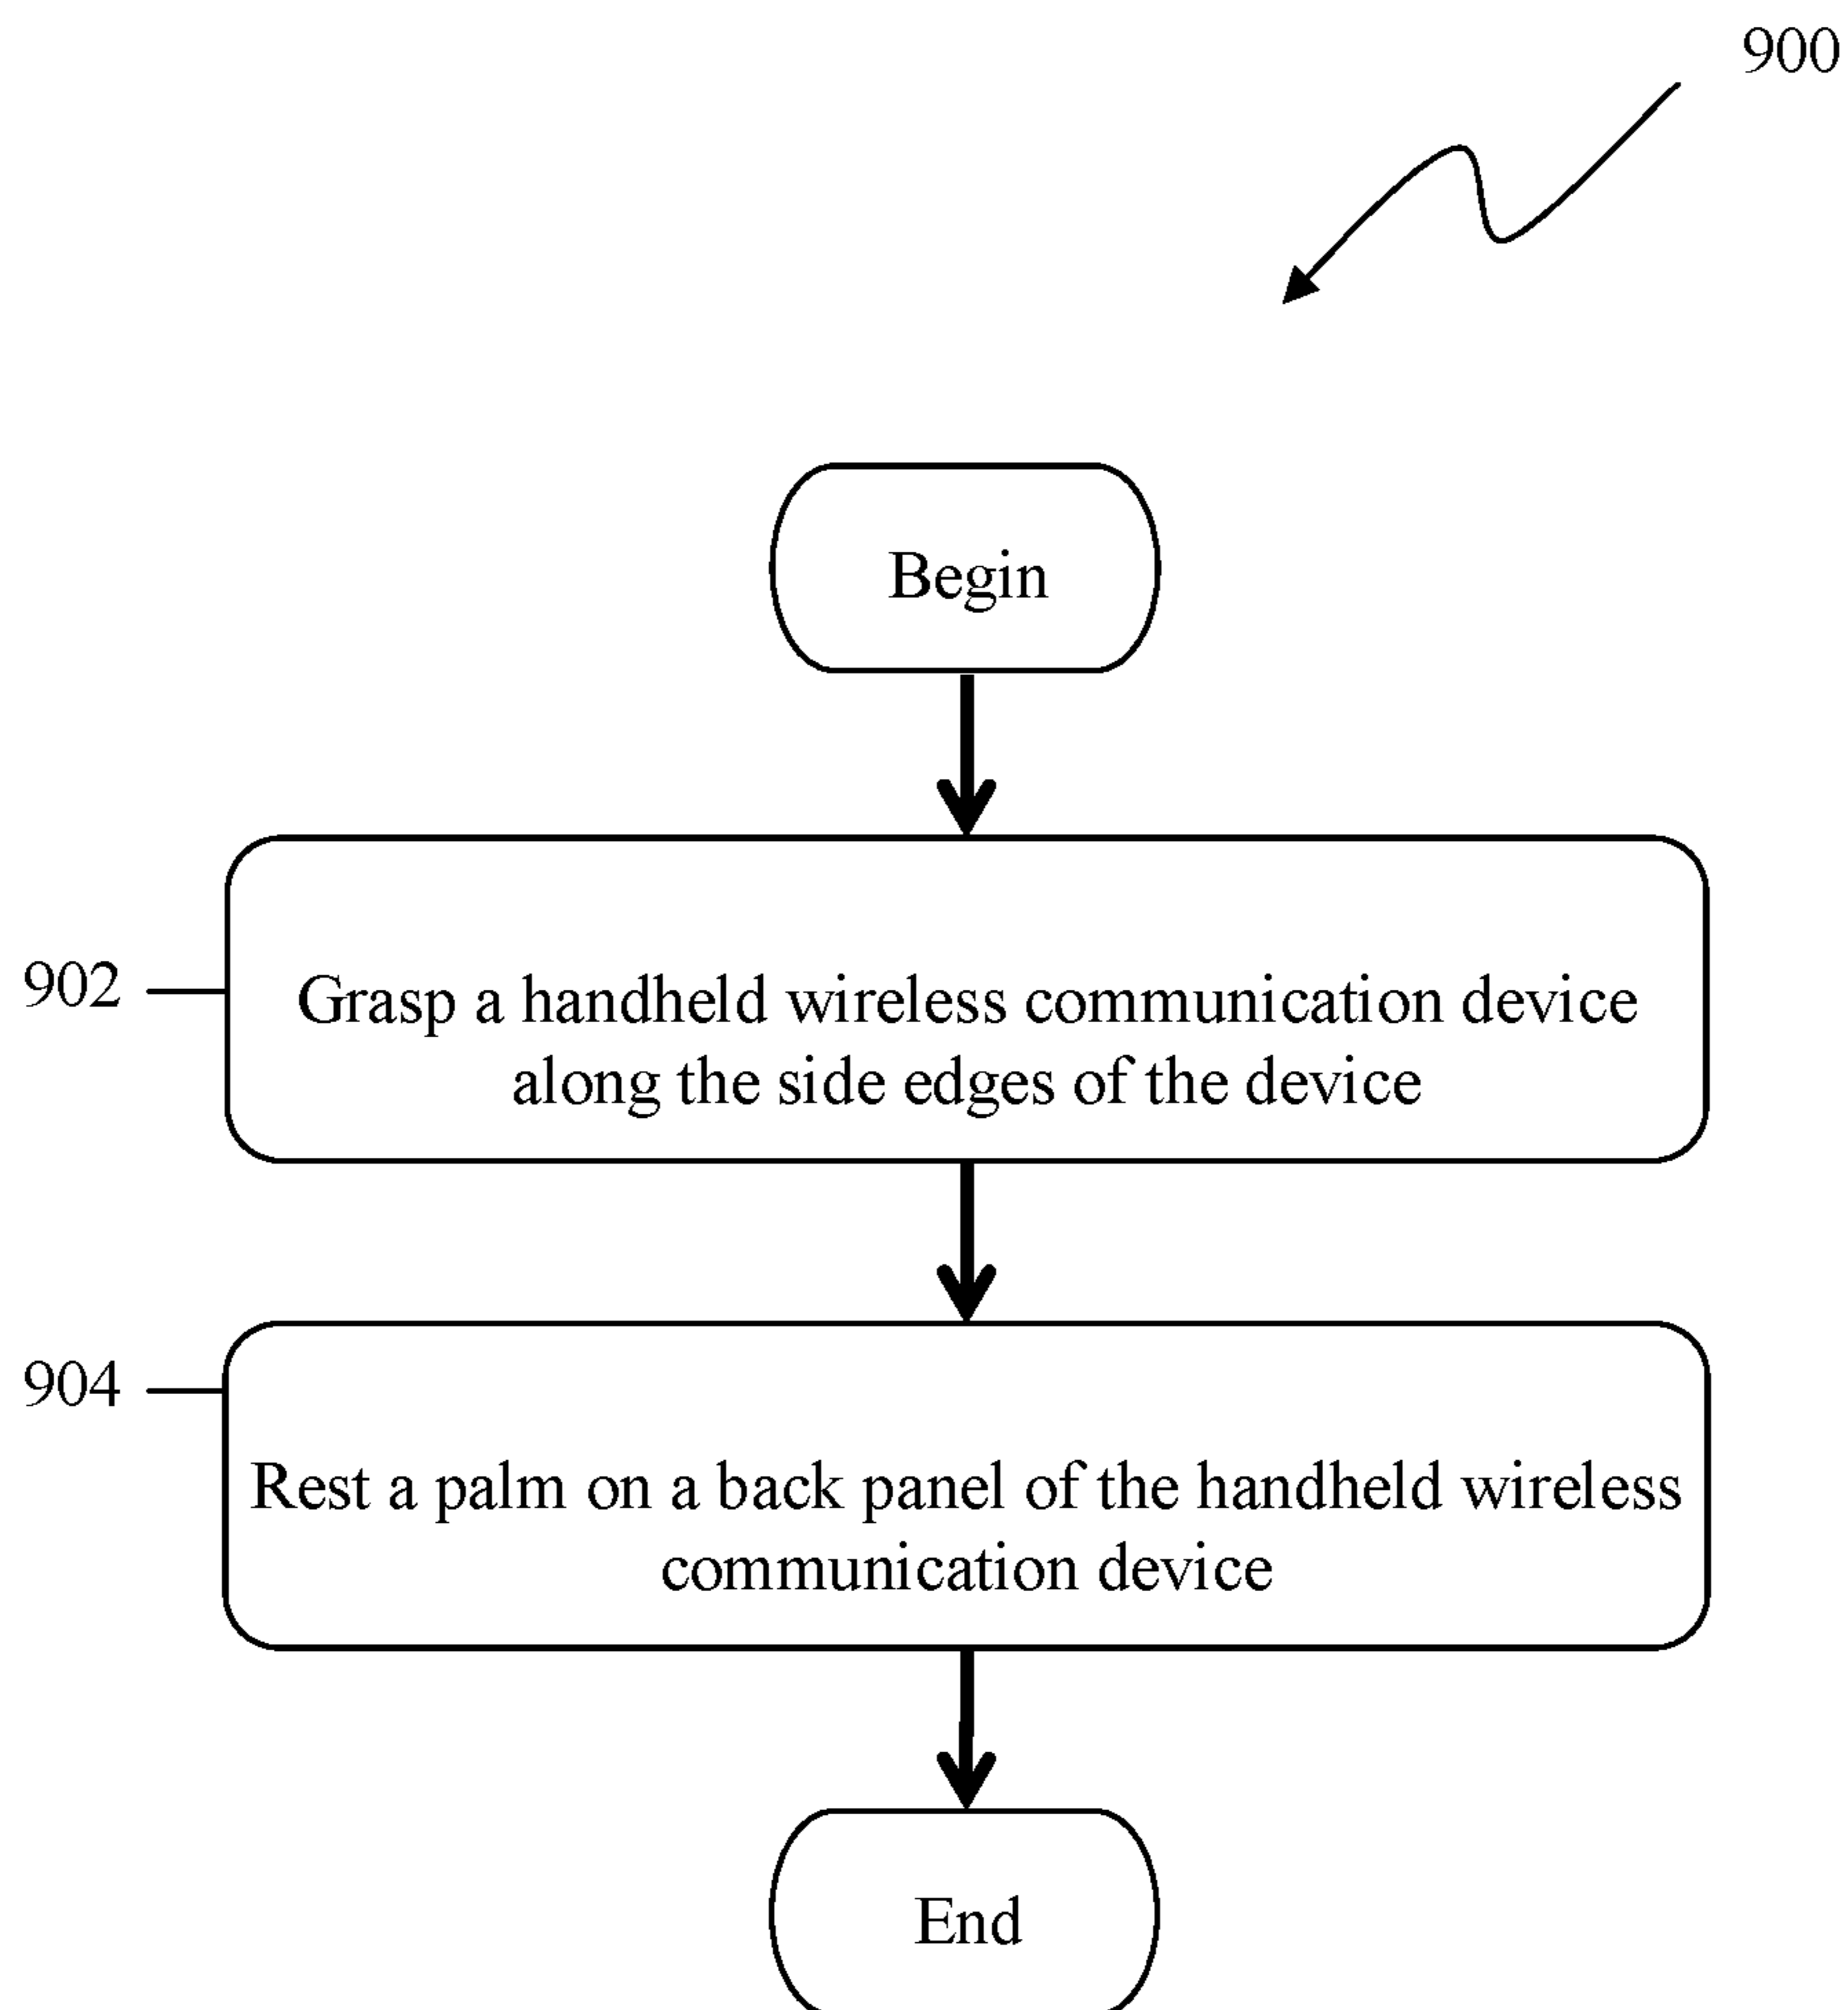 900
Begin
902
Grasp a handheld wireless communication device
along the side edges of the device
904
Rest a palm on a back panel of the handheld wireless
communication device
End